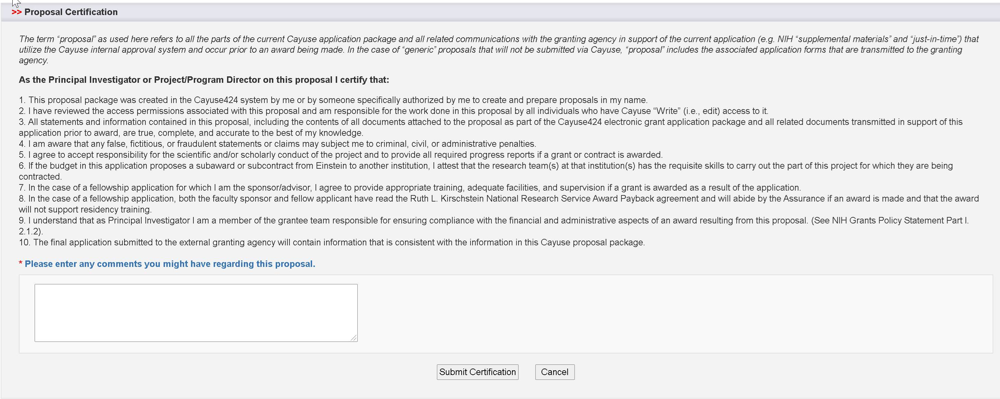 >> Proposal Certification
The term “proposal” as used here refers to all the parts of the current Cayuse application package and all related communications with the granting agency in support of the current application (e.g. NIH “supplemental materials” and “just-in-time”) that
utilize the Cayuse internal approval system and occur prior to an award being made. In the case of “generic” proposals that will not be submitted via Cayuse, “proposal” includes the associated application forms that are transmitted to the granting
agency.
As the Principal Investigator or Project/Program Director on this proposal I certify that:
1. This proposal package was created in the Cayuse424 system by me or by someone specifically authorized by me to create and prepare proposals in my name.
2. I have reviewed the access permissions associated with this proposal and am responsible for the work done in this proposal by all individuals who have Cayuse “Write” (i.e., edit) access to it.
3. All statements and information contained in this proposal, including the contents of all documents attached to the proposal as part of the Cayuse424 electronic grant application package and all related documents transmitted in support of this
application prior to award, are true, complete, and accurate to the best of my knowledge.
4. I am aware that any false, fictitious, or fraudulent statements or claims may subject me to criminal, civil, or administrative penalties.
5. I agree to accept responsibility for the scientific and/or scholarly conduct of the project and to provide all required progress reports if a grant or contract is awarded.
6. If the budget in this application proposes a subaward or subcontract from Einstein to another institution, I attest that the research team(s) at that institution(s) has the requisite skills to carry out the part of this project for which they are being
contracted.
7. In the case of a fellowship application for which I am the sponsor/advisor, I agree to provide appropriate training, adequate facilities, and supervision if a grant is awarded as a result of the application.
8. In the case of a fellowship application, both the faculty sponsor and fellow applicant have read the Ruth L. Kirschstein National Research Service Award Payback agreement and will abide by the Assurance if an award is made and that the award
will not support residency training.
9. I understand that as Principal Investigator I am a member of the grantee team responsible for ensuring compliance with the financial and administrative aspects of an award resulting from this proposal. (See NIH Grants Policy Statement Part I.
2.1.2).
10. The final application submitted to the external granting agency will contain information that is consistent with the information in this Cayuse proposal package.
* Please enter any comments you might have regarding this proposal.
Submit Certification Cancel